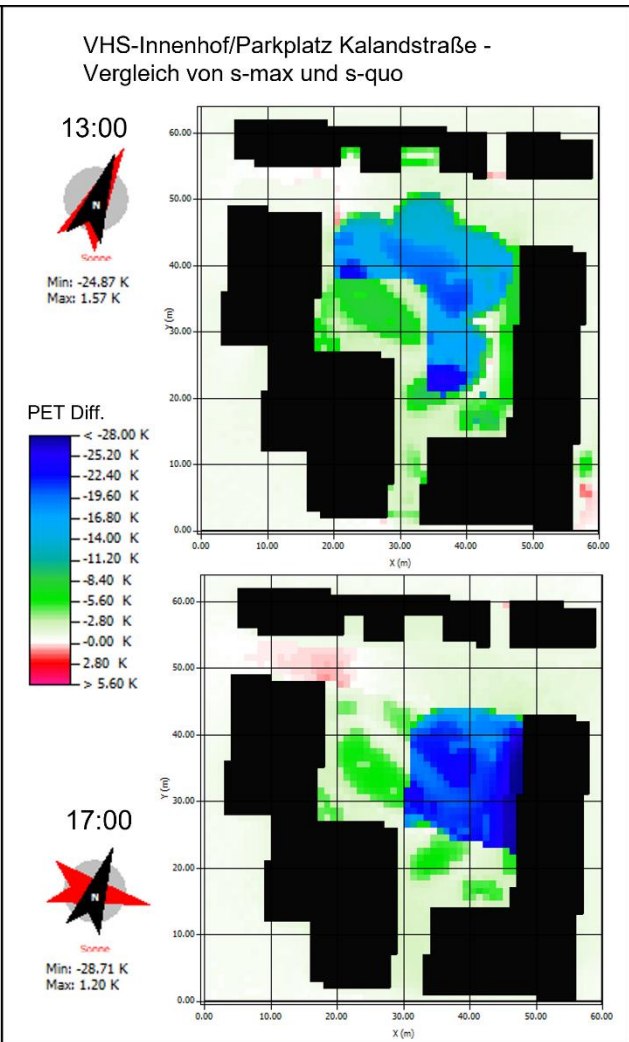 VHS-Innenhof/Parkplatz Kalandstraße -
Vergleich von s-max und s-quo
13:00
N
Sonne
Min: -24.87 K
Max: 1.57 K
PET Diff.
< -28.00 K
-25.20 K
-22.40 K
-19.60 K
-16.80 K
-14.00 K
-11.20 K
-8.40 K
-5.60 K
-2.80 K
-0.00 K
2.80 K
> 5.60 K
60.00
50.00
40.00
30.00
20.00
10.00
0.00
Y (m)
0.00 10.00 20.00 30.00 40.00 50.00 60.00
X (m)
17:00
N
Sonne
Min: -28.71 K
Max: 1.20 K
60.00
50.00
40.00
30.00
20.00
10.00
0.00
Y (m)
0.00 10.00 20.00 30.00 40.00 50.00 60.00
X (m)